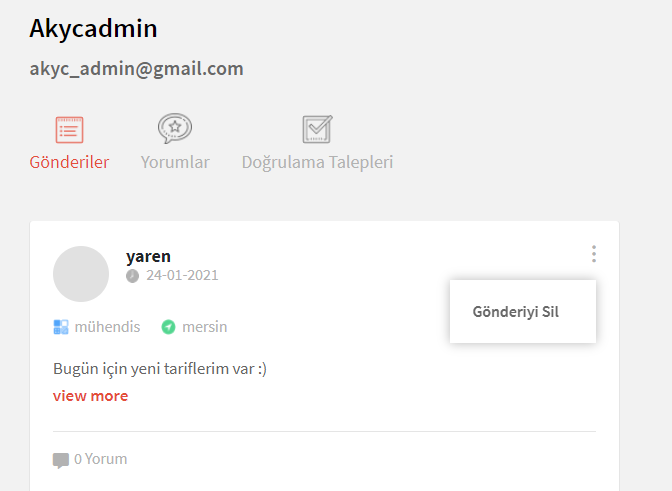 Akycadmin
akyc_admin@gmail.com
Gönderiler Yorumlar Doğrulama Talepleri
yaren
24-01-2021
Gönderiyi Sil
mühendis mersin
Bugün için yeni tariflerim var :)
view more
0 Yorum